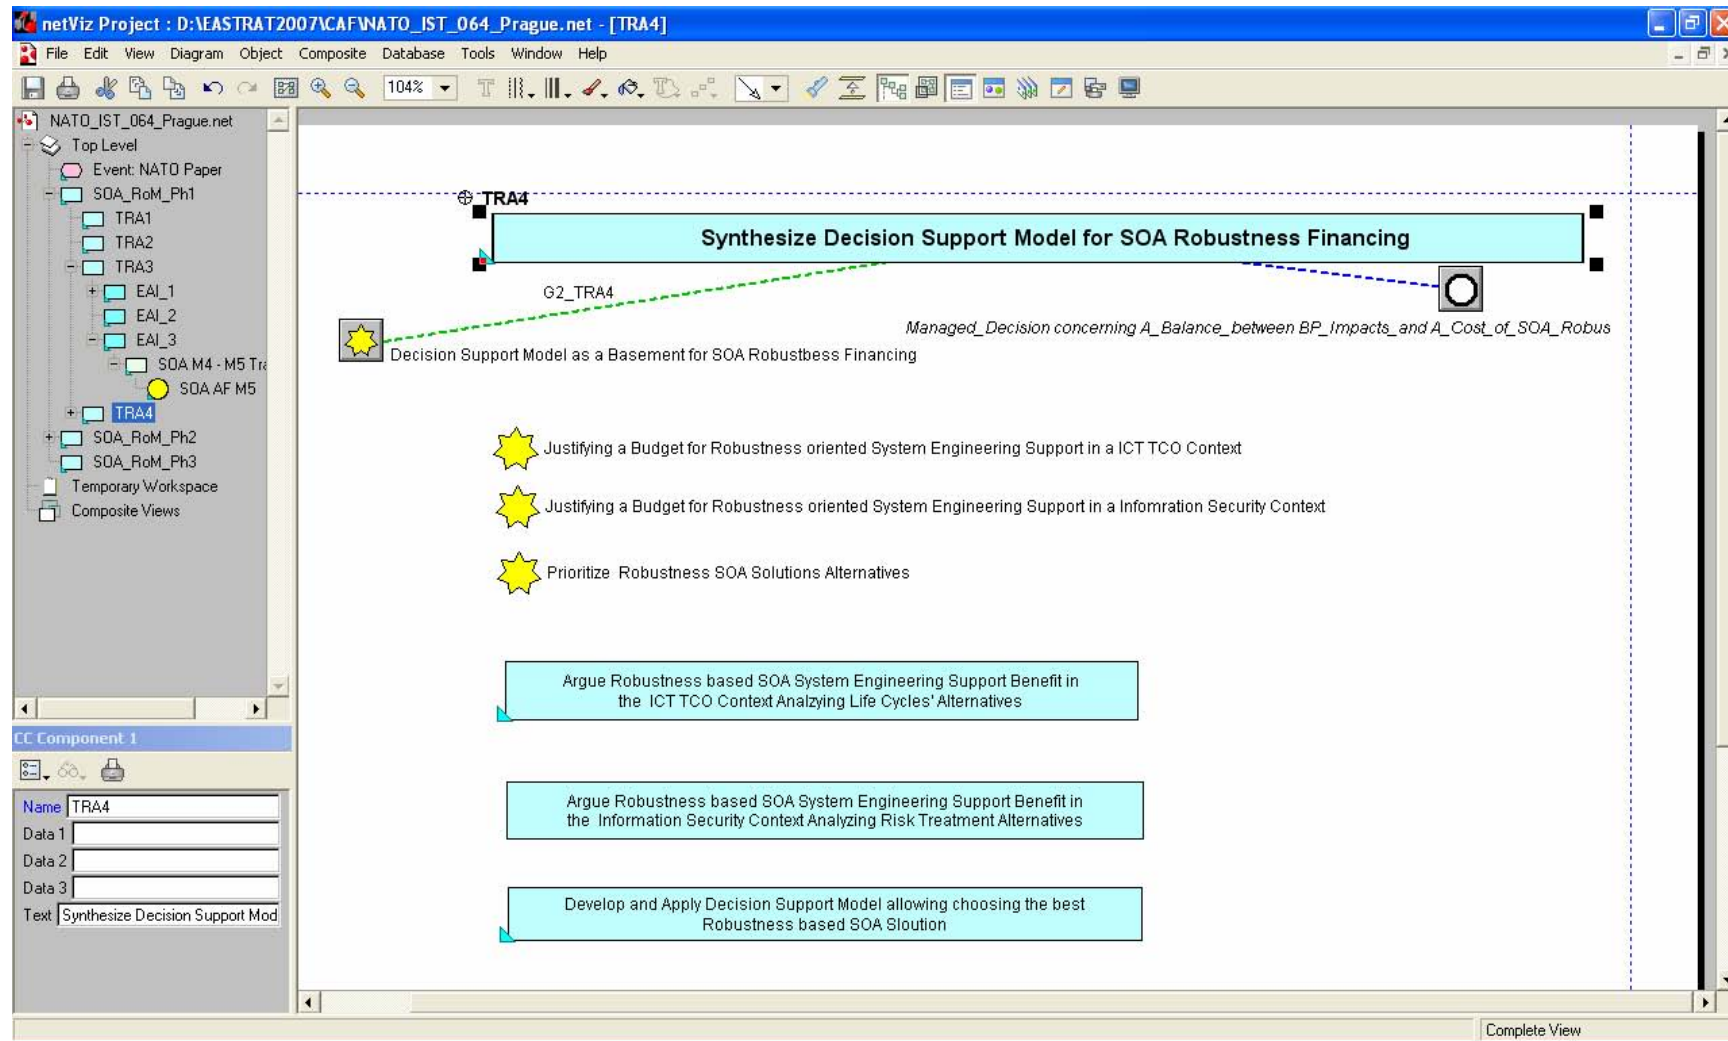 netViz Project : D:\EASTRAT2007\CAF\NATO_IST_064_Prague.net - [TRA4]
File Edit View Diagram Object Composite Database Tools Window Help
104%
NATO_IST_064_Prague.net
Top Level
Event: NATO Paper
SOA_RoM_Ph1
TRA1
TRA2
TRA3
EAI_1
EAI_2
EAI_3
SOA M4 - M5 Tra
SOA AF M5
TRA4
SOA_RoM_Ph2
SOA_RoM_Ph3
Temporary Workspace
Composite Views
CC Component 1
Name TRA4
Data 1
Data 2
Data 3
Text Synthesize Decision Support Mod
TRA4
Synthesize Decision Support Model for SOA Robustness Financing
G2_TRA4
Managed_Decision concerning A_Balance_between BP_Impacts_and A_Cost_of_SOA_Robus
Decision Support Model as a Basement for SOA Robustbess Financing
Justifying a Budget for Robustness oriented System Engineering Support in a ICT TCO Context
Justifying a Budget for Robustness oriented System Engineering Support in a Infomration Security Context
Prioritize Robustness SOA Solutions Alternatives
Argue Robustness based SOA System Engineering Support Benefit in
the ICT TCO Context Analzying Life Cycles' Alternatives
Argue Robustness based SOA System Engineering Support Benefit in
the Information Security Context Analyzing Risk Treatment Alternatives
Develop and Apply Decision Support Model allowing choosing the best
Robustness based SOA Sloution
Complete View